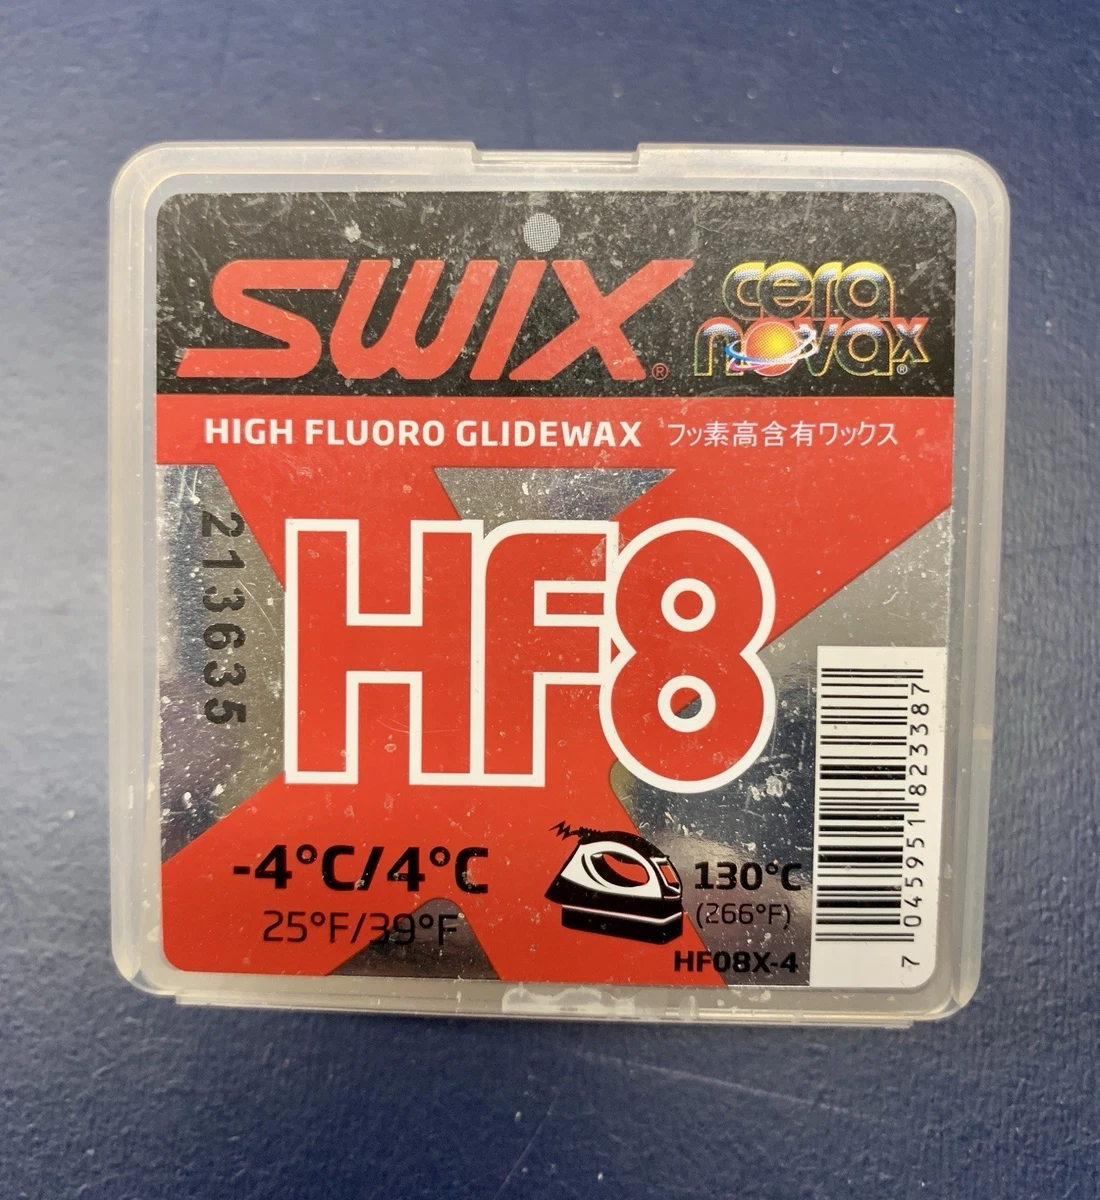 SWIX®
cera
novax®
HIGH FLUORO GLIDEWAX フッ素高含有ワックス
213635
HF8
-4°C/4°C
25°F/39°F
130°C
(266°F)
HF08X-4
7 045951 823387